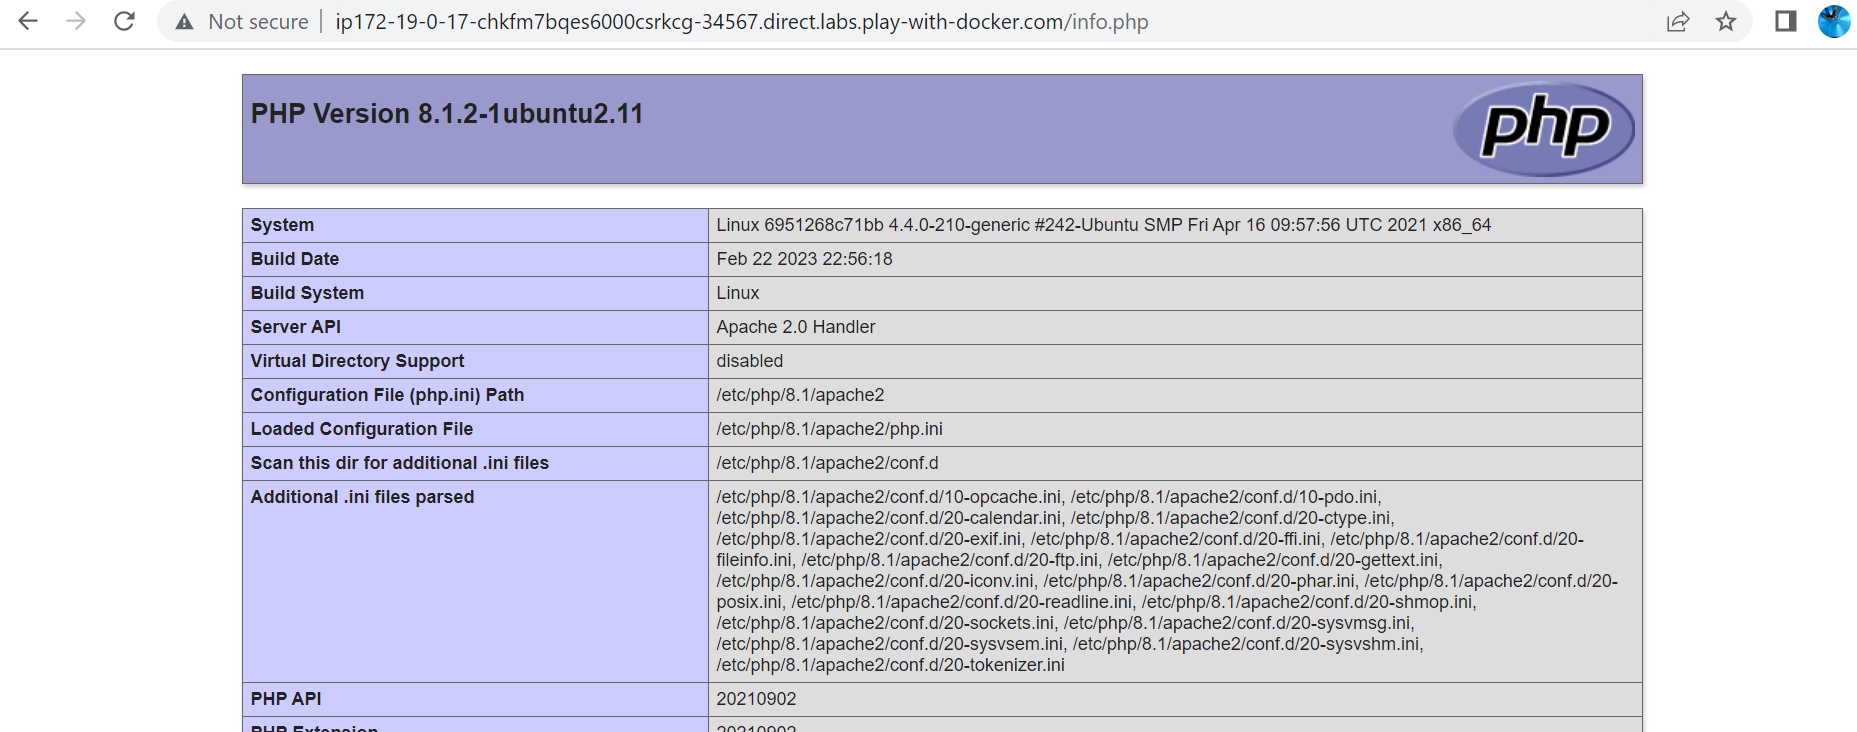 Not secure ip172-19-0-17-chkfm7bqes6000csrkcg-34567.direct.labs.play-with-docker.com/info.php
PHP Version 8.1.2-1ubuntu2.11
php
System Linux 6951268c71bb 4.4.0-210-generic #242-Ubuntu SMP Fri Apr 16 09:57:56 UTC 2021 x86_64
Build Date Feb 22 2023 22:56:18
Build System Linux
Server API Apache 2.0 Handler
Virtual Directory Support disabled
Configuration File (php.ini) Path /etc/php/8.1/apache2
Loaded Configuration File /etc/php/8.1/apache2/php.ini
Scan this dir for additional .ini files /etc/php/8.1/apache2/conf.d
Additional .ini files parsed /etc/php/8.1/apache2/conf.d/10-opcache.ini, /etc/php/8.1/apache2/conf.d/10-pdo.ini,
/etc/php/8.1/apache2/conf.d/20-calendar.ini, /etc/php/8.1/apache2/conf.d/20-ctype.ini,
/etc/php/8.1/apache2/conf.d/20-exif.ini, /etc/php/8.1/apache2/conf.d/20-ffi.ini, /etc/php/8.1/apache2/conf.d/20-
fileinfo.ini, /etc/php/8.1/apache2/conf.d/20-ftp.ini, /etc/php/8.1/apache2/conf.d/20-gettext.ini,
/etc/php/8.1/apache2/conf.d/20-iconv.ini, /etc/php/8.1/apache2/conf.d/20-phar.ini, /etc/php/8.1/apache2/conf.d/20-
posix.ini, /etc/php/8.1/apache2/conf.d/20-readline.ini, /etc/php/8.1/apache2/conf.d/20-shmop.ini,
/etc/php/8.1/apache2/conf.d/20-sockets.ini, /etc/php/8.1/apache2/conf.d/20-sysvmsg.ini,
/etc/php/8.1/apache2/conf.d/20-sysvsem.ini, /etc/php/8.1/apache2/conf.d/20-sysvshm.ini,
/etc/php/8.1/apache2/conf.d/20-tokenizer.ini
PHP API 20210902
PHP Extension 20210902